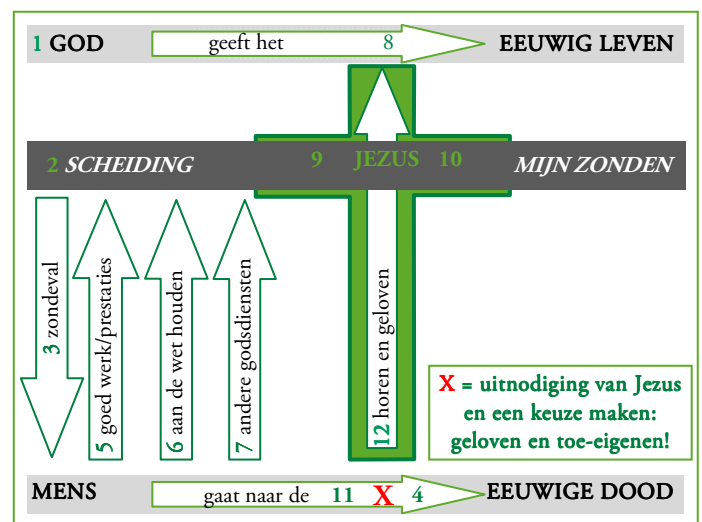 1 GOD geeft het 8 EEUWIG LEVEN
2 SCHEIDING 9 JEZUS 10 MIJN ZONDEN
3 zondeval
5 goed werk/prestaties
6 aan de wet houden
7 andere godsdiensten
12 horen en geloven
X = uitnodiging van Jezus
en een keuze maken:
geloven en toe-eigenen!
MENS gaat naar de 11 X 4 EEUWIGE DOOD